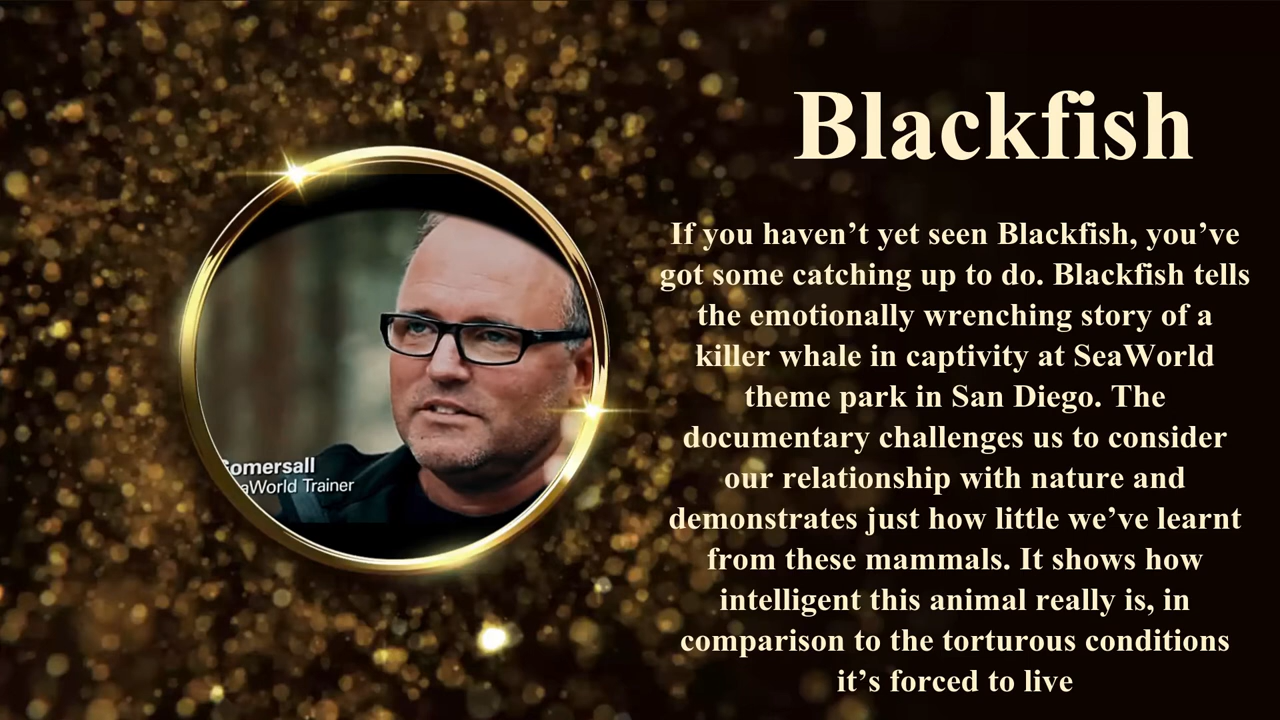 Blackfish
If you haven’t yet seen Blackfish, you’ve
got some catching up to do. Blackfish tells
the emotionally wrenching story of a
killer whale in captivity at SeaWorld
theme park in San Diego. The
documentary challenges us to consider
our relationship with nature and
demonstrates just how little we’ve learnt
from these mammals. It shows how
intelligent this animal really is, in
comparison to the torturous conditions
it’s forced to live
Somersall
aWorld Trainer